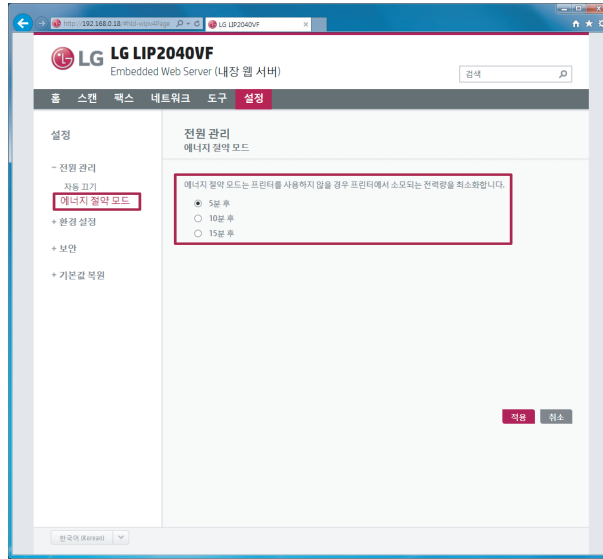 LG LIP2040VF
LG
LG LIP2040VF
Embedded Web Server (내장 웹 서버)
검색
홈 스캔 팩스 네트워크 도구 설정
설정
전원 관리
에너지 절약 모드
- 전원 관리
자동 끄기
에너지 절약 모드
+ 환경 설정
+ 보안
+ 기본값 복원
에너지 절약 모드는 프린터를 사용하지 않을 경우 프린터에서 소모되는 전력량을 최소화합니다.
5분 후
10분 후
15분 후
적용 취소
한국어 (Korean)